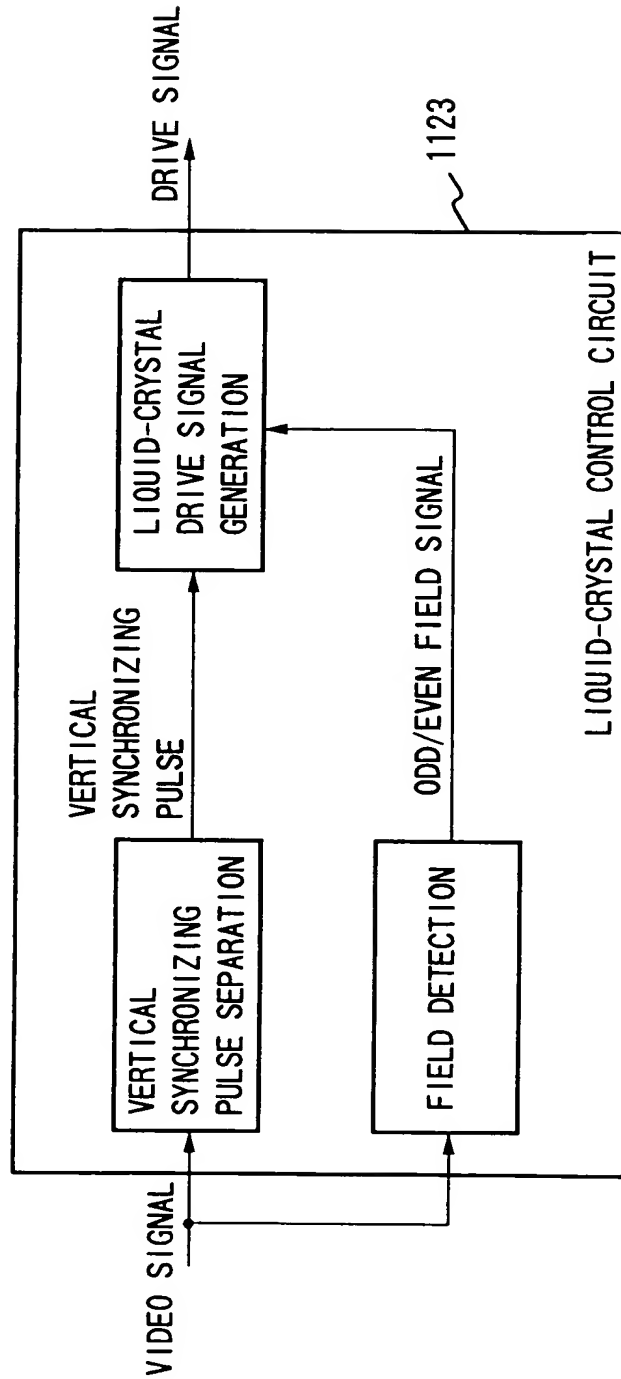 VIDEO SIGNAL
VERTICAL
SYNCHRONIZING
PULSE SEPARATION
VERTICAL
SYNCHRONIZING
PULSE
LIQUID-CRYSTAL
DRIVE SIGNAL
GENERATION
DRIVE SIGNAL
FIELD DETECTION
ODD/EVEN FIELD SIGNAL
1123
LIQUID-CRYSTAL CONTROL CIRCUIT